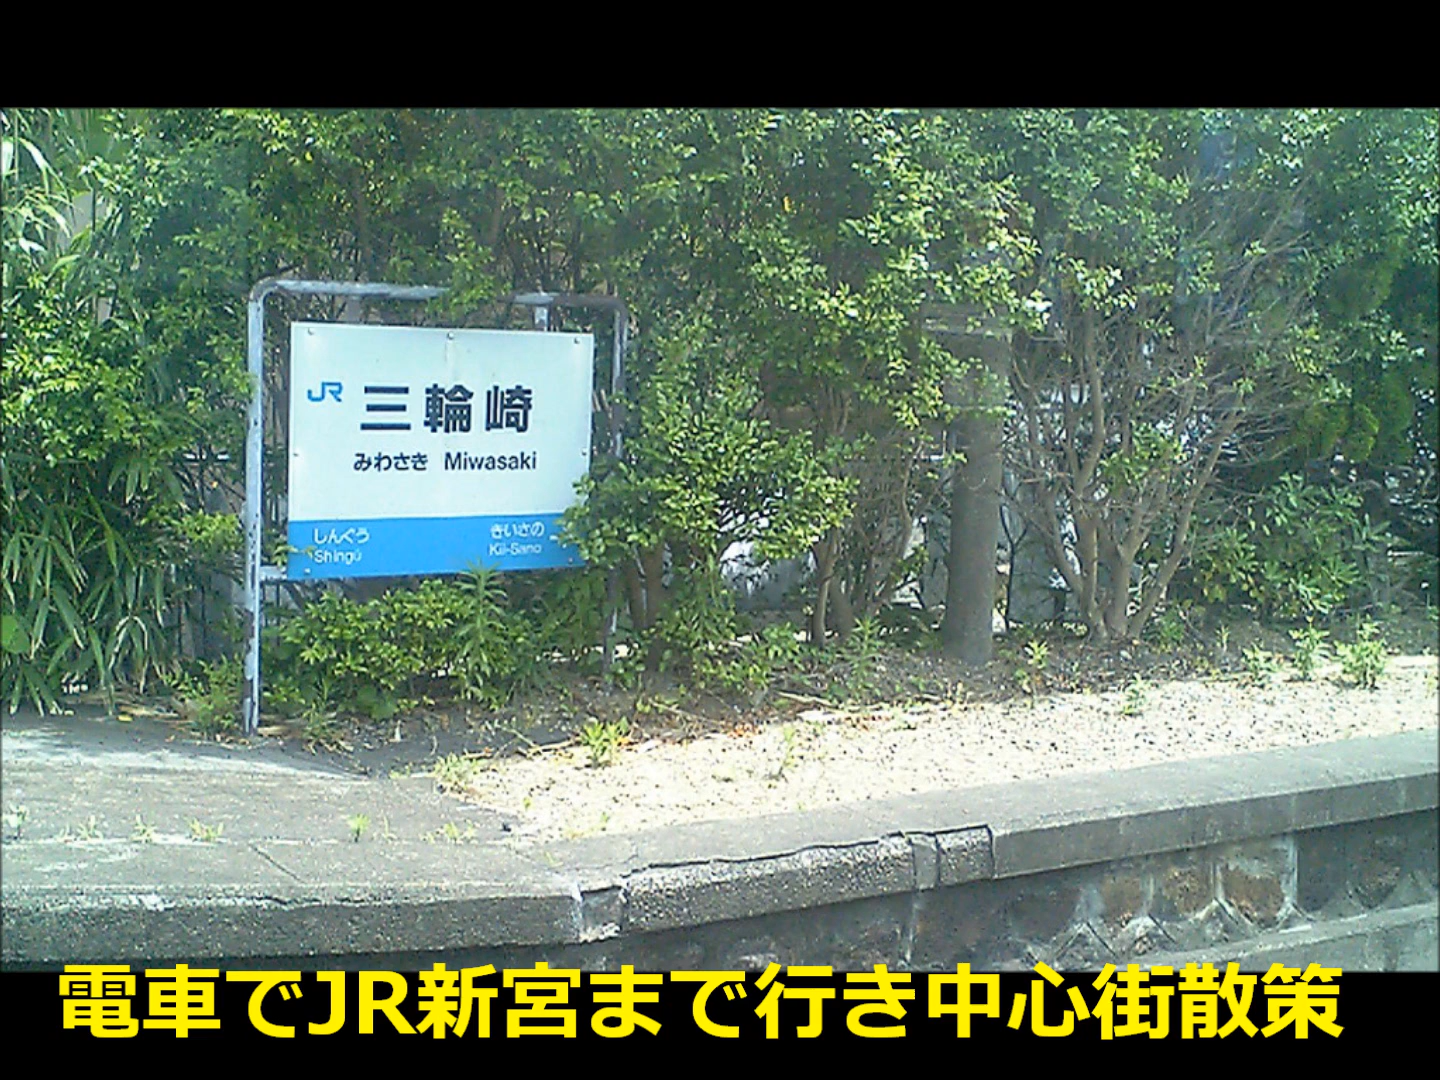 JR 三輪崎
みわさき Miwasaki
しんぐう きいさの
Shingū Kii-Sano
電車でJR新宮まで行き中心街散策